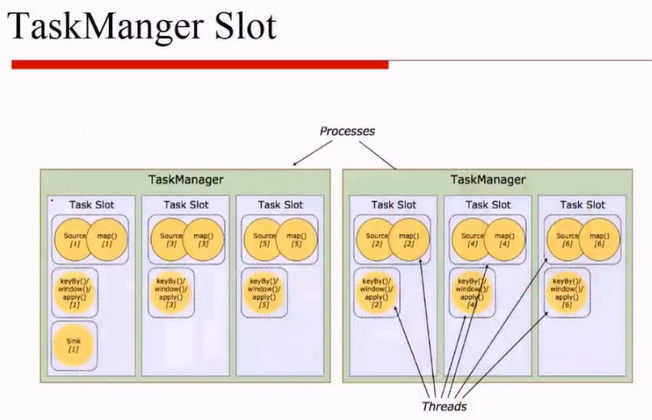 TaskManger Slot
Processes
TaskManager
TaskManager
Task Slot
Task Slot
Task Slot
Task Slot
Task Slot
Task Slot
Source
[1]
map()
[1]
Source
[3]
map()
[3]
Source
[5]
map()
[5]
Source
[2]
map()
[2]
Source
[4]
map()
[4]
Source
[6]
map()
[6]
keyBy()/
window()/
apply()
[1]
keyBy()/
window()/
apply()
[3]
keyBy()/
window()/
apply()
[5]
keyBy()/
window()/
apply()
[2]
keyBy()/
window()/
apply()
[4]
keyBy()/
window()/
apply()
[6]
Sink
[1]
Threads